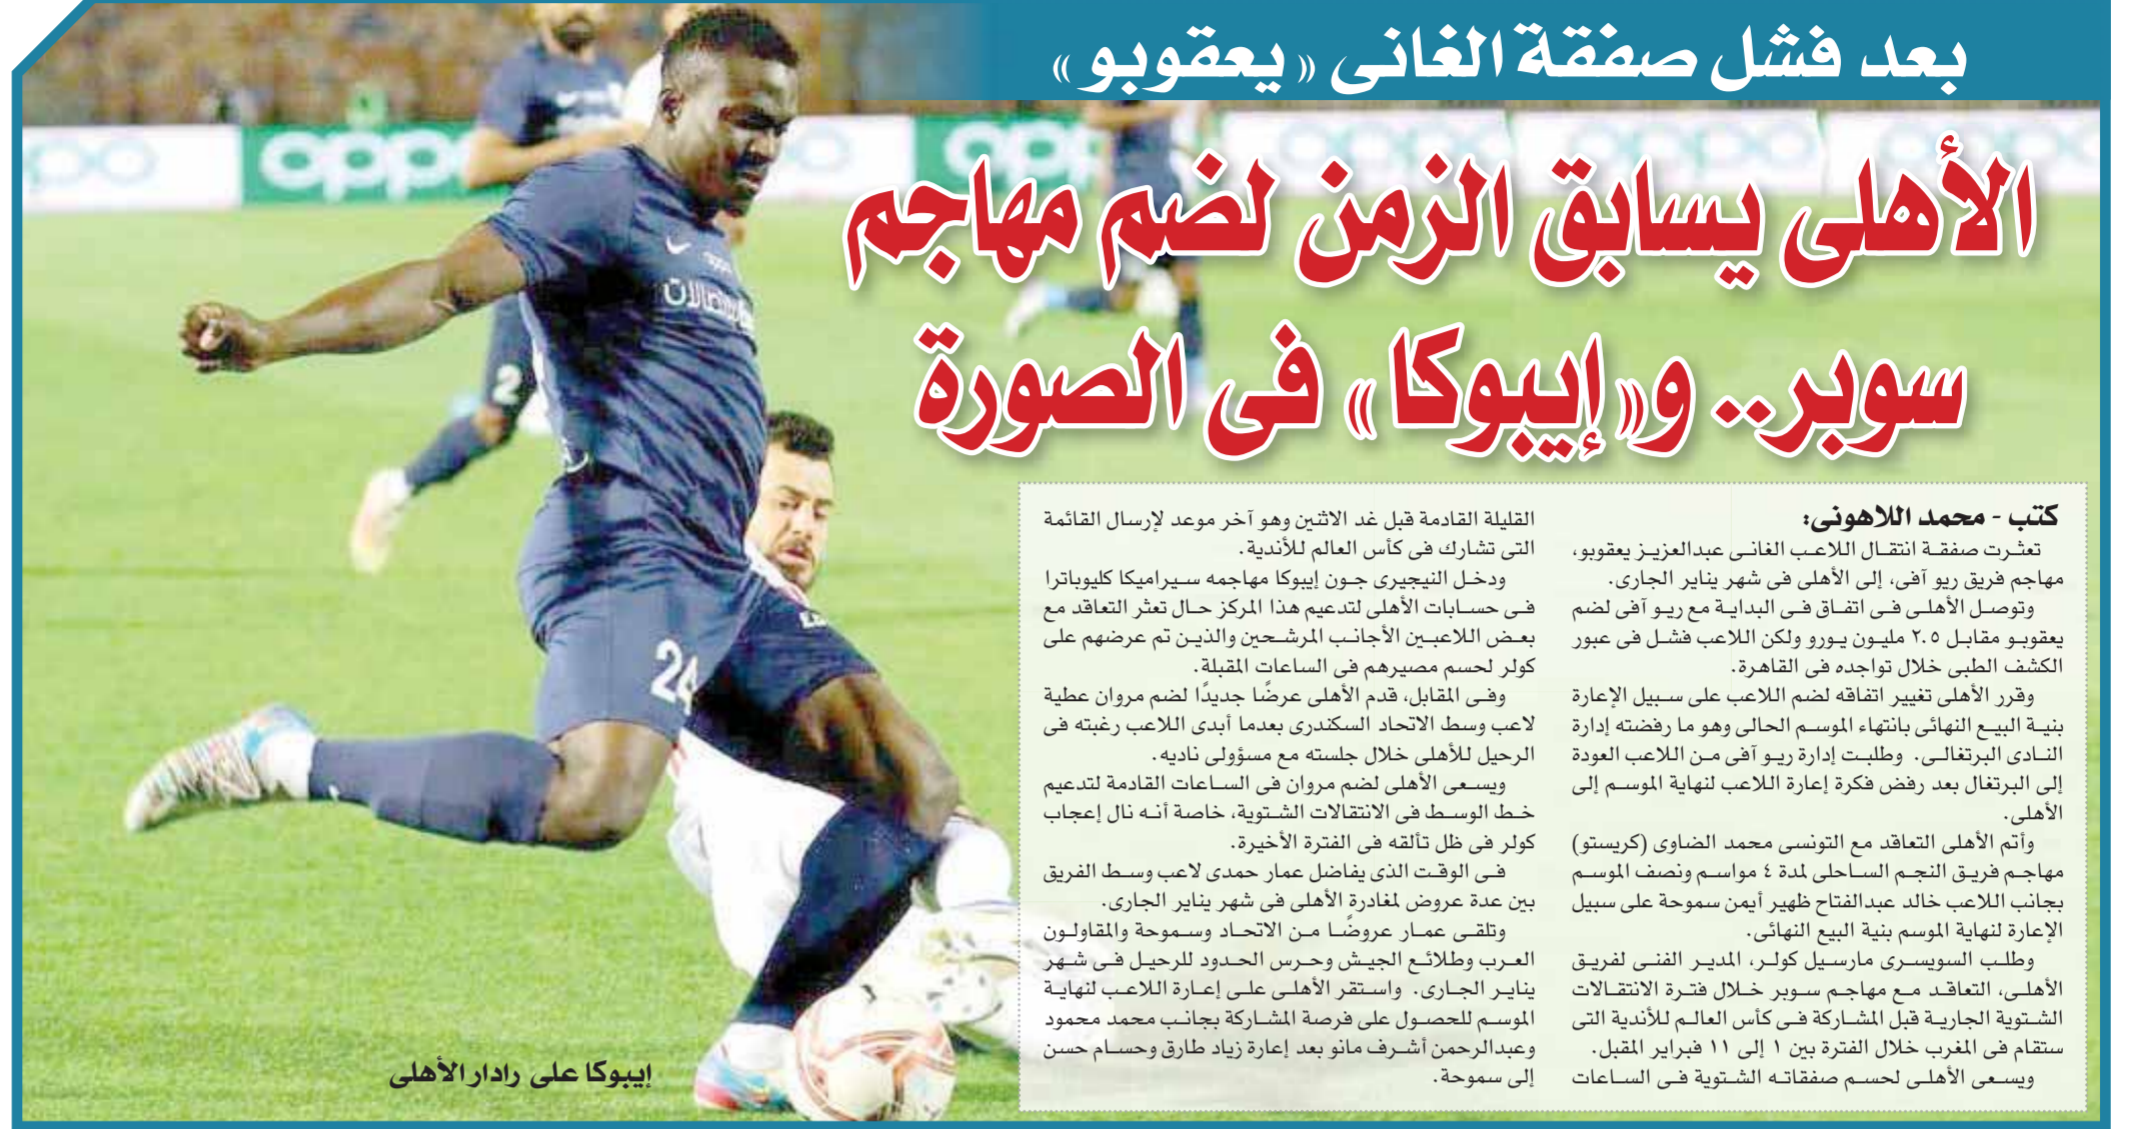 بعد فشل صفقة الغانى «يعقوبو»
الأهلى يسابق الزمن لضم مهاجم
سوبر.. و«إيبوكا» فى الصورة
كتب - محمد اللاهونى:
تعثرت صفقة انتقال اللاعب الغانى عبدالعزيز يعقوبو،
مهاجم فريق ريو آفى، إلى الأهلى فى شهر يناير الجارى.
وتوصل الأهلى فى اتفاق فى البداية مع ريو آفى لضم
يعقوبو مقابل ٢.٥ مليون يورو ولكن اللاعب فشل فى عبور
الكشف الطبى خلال تواجده فى القاهرة.
وقرر الأهلى تغيير اتفاقه لضم اللاعب على سبيل الإعارة
بنية البيع النهائى بانتهاء الموسم الحالى وهو ما رفضته إدارة
النادى البرتغالى. وطلبت إدارة ريو آفى من اللاعب العودة
إلى البرتغال بعد رفض فكرة إعارة اللاعب لنهاية الموسم إلى
الأهلى.
وأتم الأهلى التعاقد مع التونسى محمد الضاوى (كريستو)
مهاجم فريق النجم الساحلى لمدة ٤ مواسم ونصف الموسم
بجانب اللاعب خالد عبدالفتاح ظهير أيمن سموحة على سبيل
الإعارة لنهاية الموسم بنية البيع النهائى.
وطلب السويسرى مارسيل كولر، المدير الفنى لفريق
الأهلى، التعاقد مع مهاجم سوبر خلال فترة الانتقالات
الشتوية الجارية قبل المشاركة فى كأس العالم للأندية التى
ستقام فى المغرب خلال الفترة بين ١ إلى ١١ فبراير المقبل.
ويسعى الأهلى لحسم صفقاته الشتوية فى الساعات
القليلة القادمة قبل غد الاثنين وهو آخر موعد لإرسال القائمة
التى تشارك فى كأس العالم للأندية.
ودخل النيجيرى جون إيبوكا مهاجمه سيراميكا كليوباترا
فى حسابات الأهلى لتدعيم هذا المركز حال تعثر التعاقد مع
بعض اللاعبين الأجانب المرشحين والذين تم عرضهم على
كولر لحسم مصيرهم فى الساعات المقبلة.
وفى المقابل، قدم الأهلى عرضًا جديدًا لضم مروان عطية
لاعب وسط الاتحاد السكندرى بعدما أبدى اللاعب رغبته فى
الرحيل للأهلى خلال جلسته مع مسؤولى ناديه.
ويسعى الأهلى لضم مروان فى الساعات القادمة لتدعيم
خط الوسط فى الانتقالات الشتوية، خاصة أنه نال إعجاب
كولر فى ظل تألقه فى الفترة الأخيرة.
فى الوقت الذى يفاضل عمار حمدى لاعب وسط الفريق
بين عدة عروض لمغادرة الأهلى فى شهر يناير الجارى.
وتلقى عمار عروضًا من الاتحاد وسموحة والمقاولون
العرب وطلائع الجيش وحرس الحدود للرحيل فى شهر
يناير الجارى. واستقر الأهلى على إعارة اللاعب لنهاية
الموسم للحصول على فرصة المشاركة بجانب محمد محمود
وعبدالرحمن أشرف مانو بعد إعارة زياد طارق وحسام حسن
إلى سموحة.
إيبوكا على رادار الأهلى
oppo
24
2